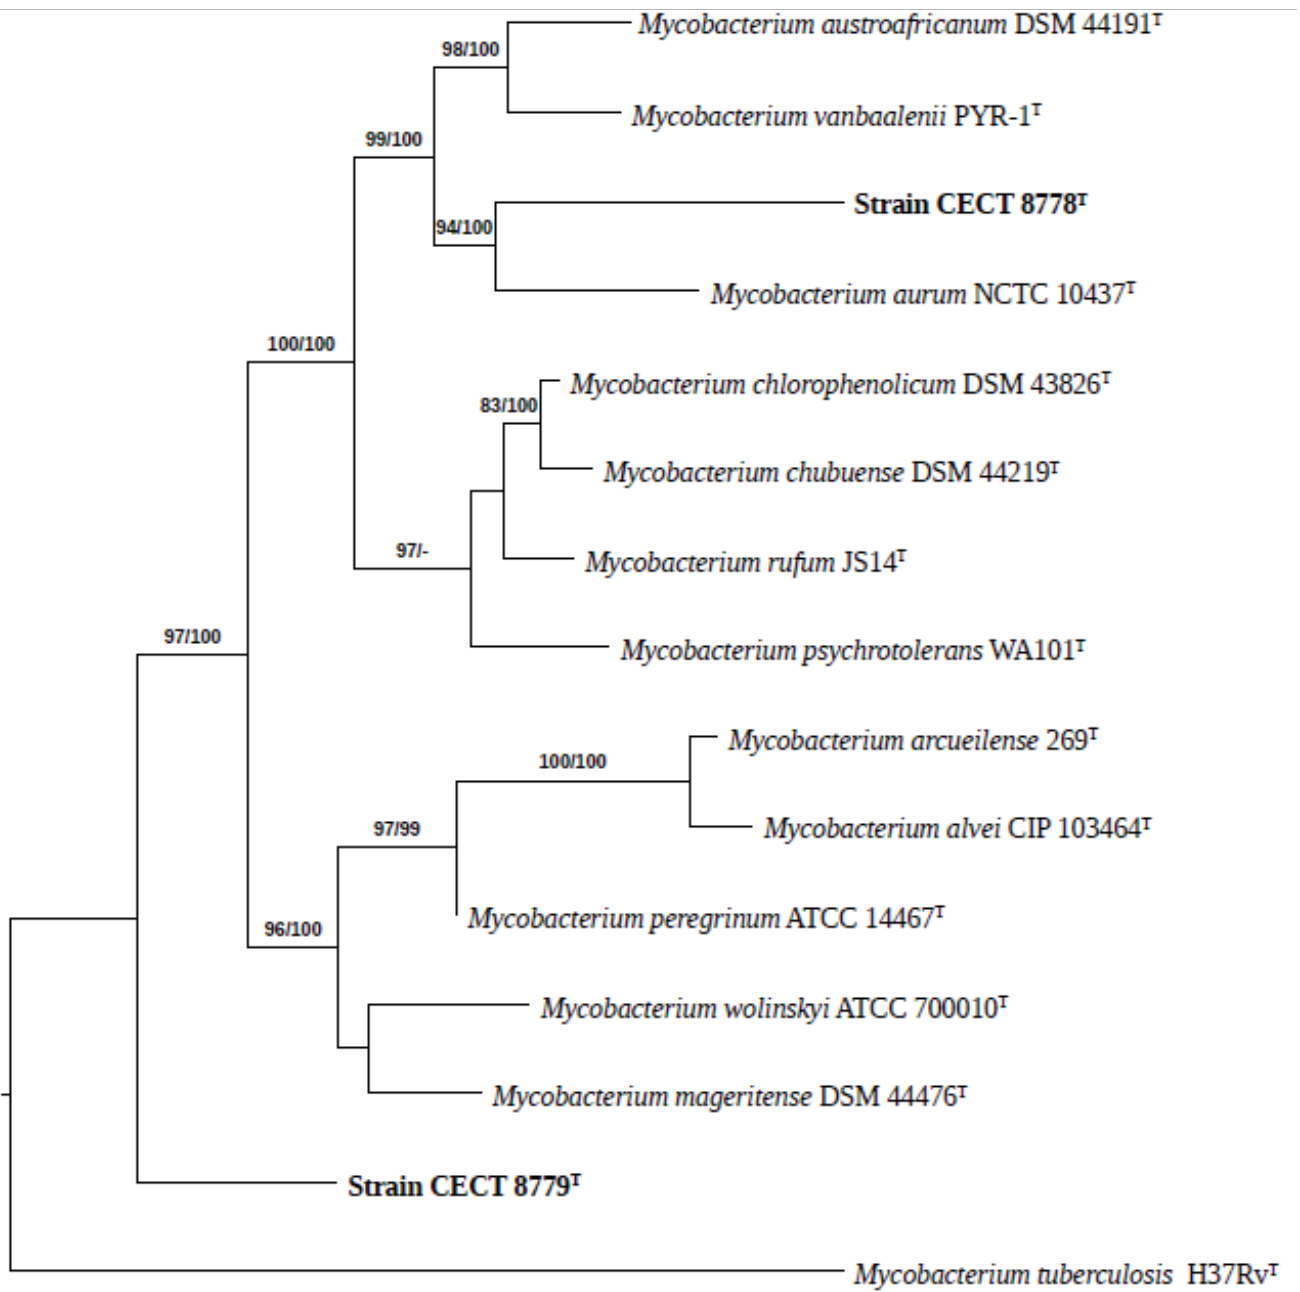 Mycobacterium austroafricanum DSM 44191ᵀ
98/100
Mycobacterium vanbaalenii PYR-1ᵀ
99/100
Strain CECT 8778ᵀ
94/100
Mycobacterium aurum NCTC 10437ᵀ
100/100
Mycobacterium chlorophenolicum DSM 43826ᵀ
83/100
Mycobacterium chubuense DSM 44219ᵀ
97/-
Mycobacterium rufum JS14ᵀ
97/100
Mycobacterium psychrotolerans WA101ᵀ
Mycobacterium arcueilense 269ᵀ
100/100
Mycobacterium alvei CIP 103464ᵀ
97/99
Mycobacterium peregrinum ATCC 14467ᵀ
96/100
Mycobacterium wolinskyi ATCC 700010ᵀ
Mycobacterium mageritense DSM 44476ᵀ
Strain CECT 8779ᵀ
Mycobacterium tuberculosis H37Rvᵀ